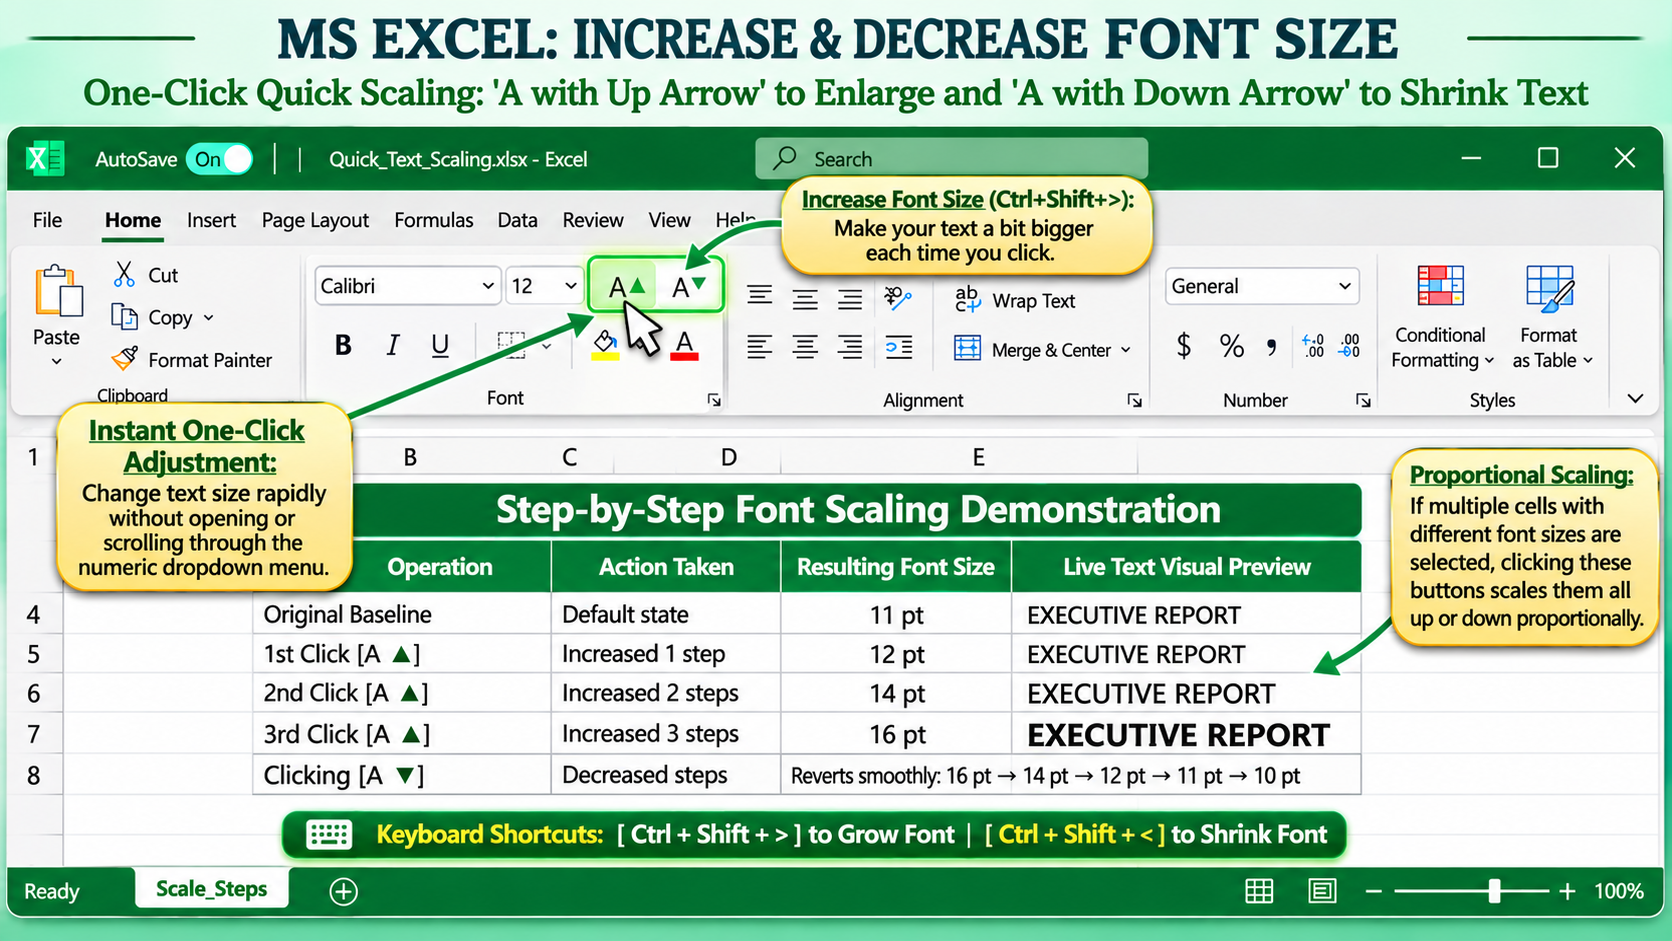 MS EXCEL: INCREASE & DECREASE FONT SIZE
One-Click Quick Scaling: 'A with Up Arrow' to Enlarge and 'A with Down Arrow' to Shrink Text
AutoSave On
Quick_Text_Scaling.xlsx - Excel
Search
File Home Insert Page Layout Formulas Data Review View Help
Increase Font Size (Ctrl+Shift+>):
Make your text a bit bigger
each time you click.
Paste
Cut
Copy
Format Painter
Clipboard
Calibri 12 A▲ A▼
B I U A
Font
ab
c
Wrap Text
Merge & Center
Alignment
General
$ % , ←.0 .00 .00 →0
Number
Conditional
Formatting
Format
as Table
Styles
Instant One-Click
Adjustment:
Change text size rapidly
without opening or
scrolling through the
numeric dropdown menu.
Proportional Scaling:
If multiple cells with
different font sizes are
selected, clicking these
buttons scales them all
up or down proportionally.
1 B C D E
Step-by-Step Font Scaling Demonstration
Operation Action Taken Resulting Font Size Live Text Visual Preview
4 Original Baseline Default state 11 pt EXECUTIVE REPORT
5 1st Click [A ▲] Increased 1 step 12 pt EXECUTIVE REPORT
6 2nd Click [A ▲] Increased 2 steps 14 pt EXECUTIVE REPORT
7 3rd Click [A ▲] Increased 3 steps 16 pt EXECUTIVE REPORT
8 Clicking [A ▼] Decreased steps Reverts smoothly: 16 pt → 14 pt → 12 pt → 11 pt → 10 pt
Keyboard Shortcuts: [ Ctrl + Shift + > ] to Grow Font | [ Ctrl + Shift + < ] to Shrink Font
Ready Scale_Steps 100%